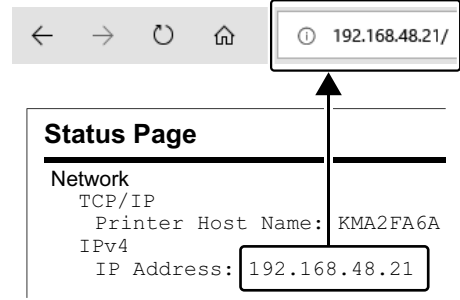 192.168.48.21/
Status Page
Network
TCP/IP
Printer Host Name: KMA2FA6A
IPv4
IP Address: 192.168.48.21